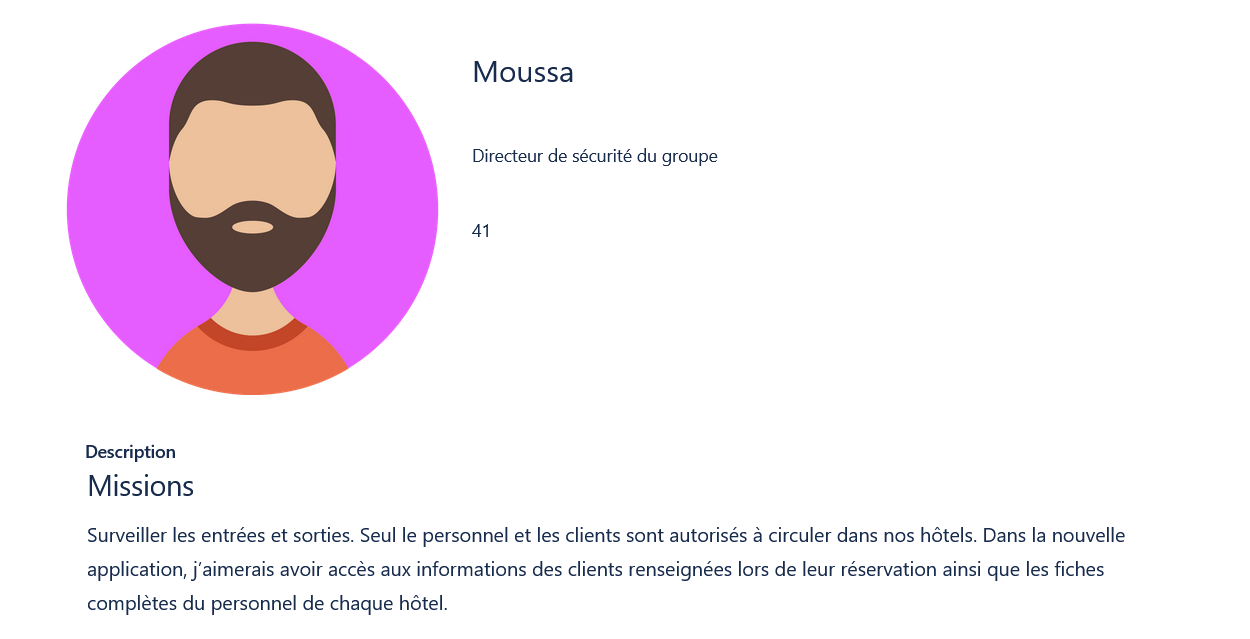 Moussa
Directeur de sécurité du groupe
41
Description
Missions
Surveiller les entrées et sorties. Seul le personnel et les clients sont autorisés à circuler dans nos hôtels. Dans la nouvelle
application, j’aimerais avoir accès aux informations des clients renseignées lors de leur réservation ainsi que les fiches
complètes du personnel de chaque hôtel.